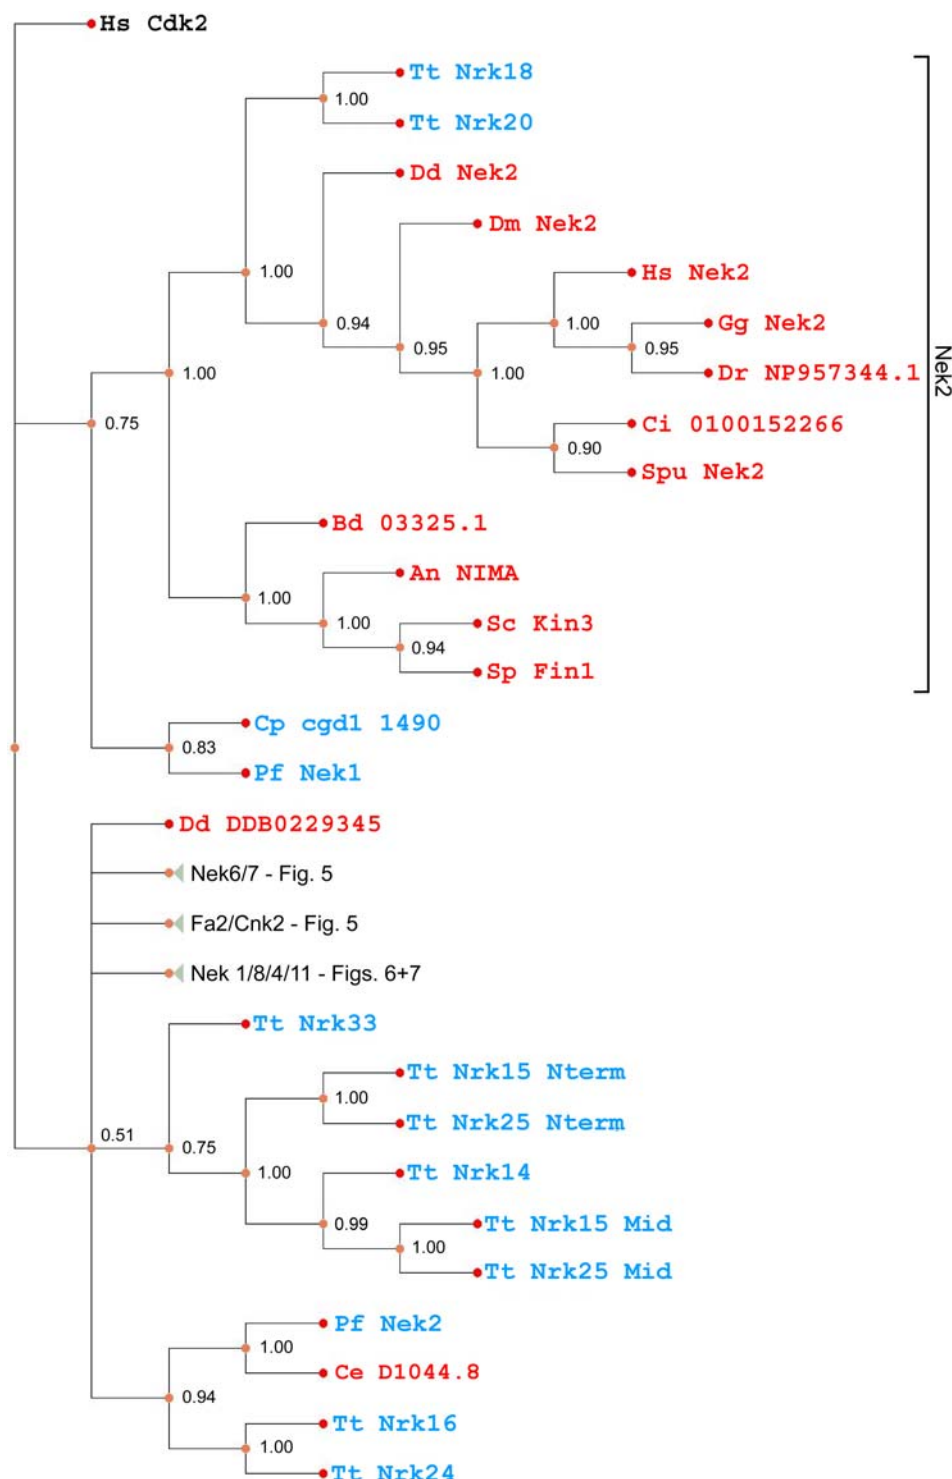 Hs Cdk2
Tt Nrk18
1.00
Tt Nrk20
Dd Nek2
Dm Nek2
1.00
Hs Nek2
0.94
1.00
Gg Nek2
0.95
0.95
1.00
1.00
Dr NP957344.1
Nek2
0.75
Ci 0100152266
0.90
Spu Nek2
Bd 03325.1
An NIMA
1.00
1.00
Sc Kin3
0.94
Sp Fin1
Cp cgd1 1490
0.83
Pf Nek1
Dd DDB0229345
Nek6/7 - Fig. 5
Fa2/Cnk2 - Fig. 5
Nek 1/8/4/11 - Figs. 6+7
Tt Nrk33
Tt Nrk15 Nterm
1.00
Tt Nrk25 Nterm
0.51
0.75
1.00
Tt Nrk14
0.99
Tt Nrk15 Mid
1.00
Tt Nrk25 Mid
Pf Nek2
1.00
Ce D1044.8
0.94
Tt Nrk16
1.00
Tt Nrk24